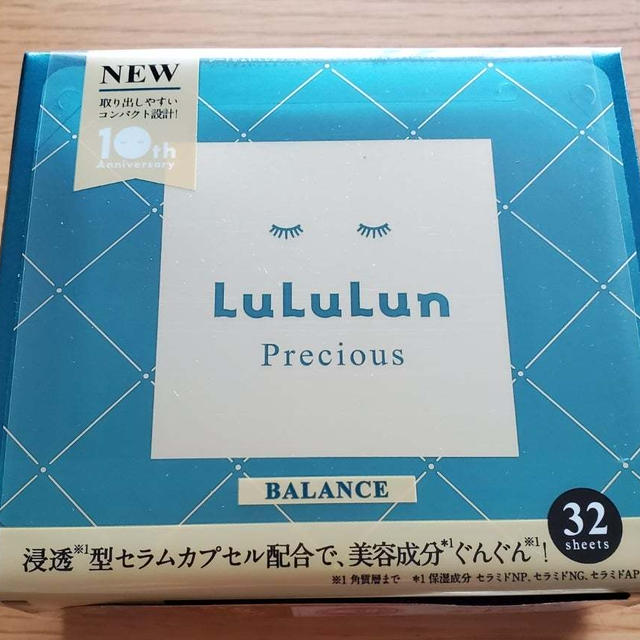 NEW
取り出しやすい
コンパクト設計!
10th
Anniversary
LuLuLun
Precious
BALANCE
32
sheets
浸透※1型セラムカプセル配合で、美容成分*1ぐんぐん※1!
※1 角質層まで *1 保湿成分 セラミドNP、セラミドNG、セラミドAP